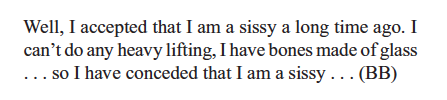 Well, I accepted that I am a sissy a long time ago. I
can’t do any heavy lifting, I have bones made of glass
. . . so I have conceded that I am a sissy . . . (BB)